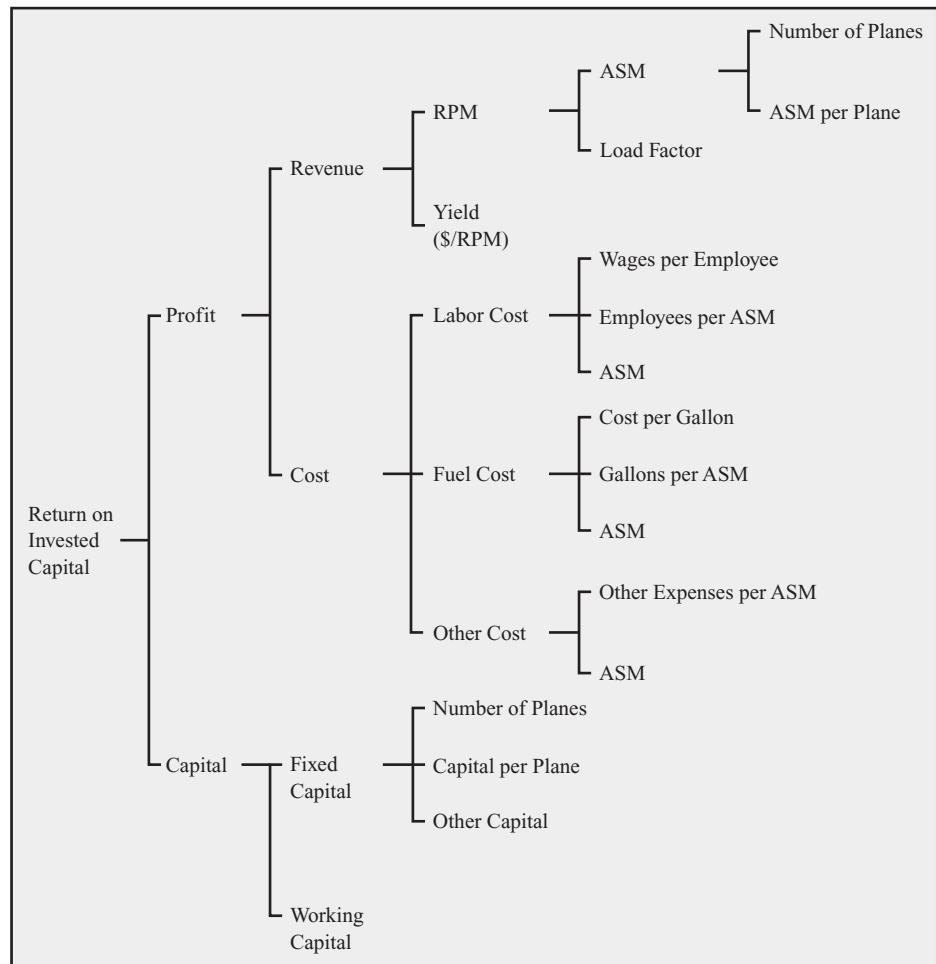 Number of Planes
ASM
RPM
ASM per Plane
Load Factor
Revenue
Yield
($/RPM)
Wages per Employee
Profit
Labor Cost
Employees per ASM
ASM
Cost per Gallon
Cost
Fuel Cost
Gallons per ASM
Return on
Invested
Capital
ASM
Other Expenses per ASM
Other Cost
ASM
Number of Planes
Capital
Fixed
Capital
Capital per Plane
Other Capital
Working
Capital